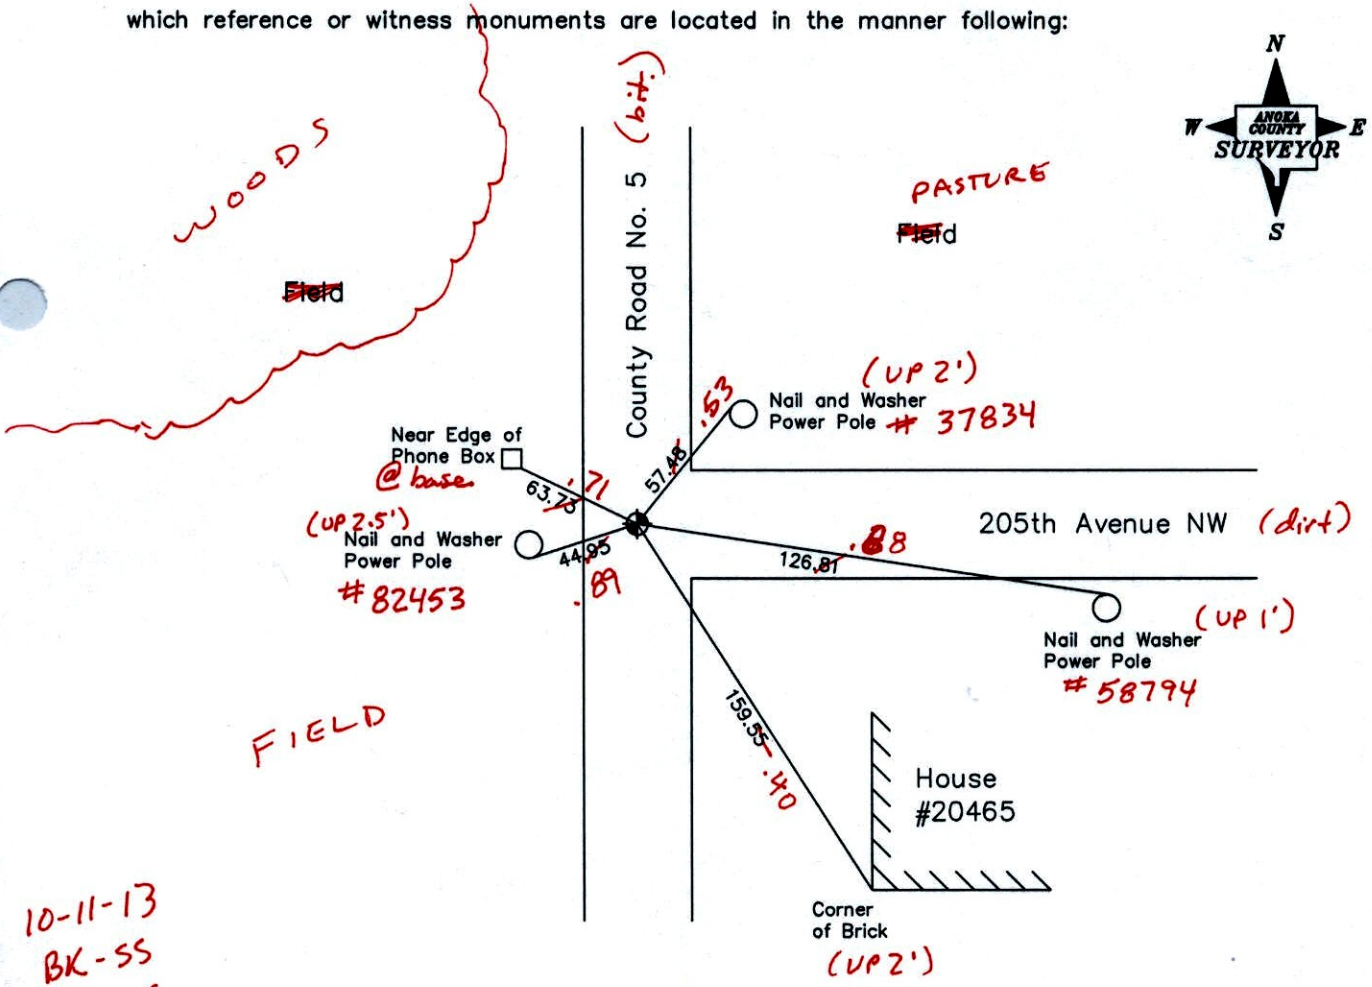 which reference or witness monuments are located in the manner following:
N
W
ANOKA
COUNTY
E
SURVEYOR
S
WOODS
Field
County Road No. 5 (bit.)
PASTURE
Field
(UP 2')
Nail and Washer
Power Pole # 37834
.53
57.48
Near Edge of
Phone Box
@ base
.71
63.73
(UP 2.5')
Nail and Washer
Power Pole
# 82453
44.95
.89
205th Avenue NW (dirt)
.88
126.81
(UP 1')
Nail and Washer
Power Pole
# 58794
159.55
.40
FIELD
House
#20465
Corner
of Brick
(UP 2')
10-11-13
BK-SS